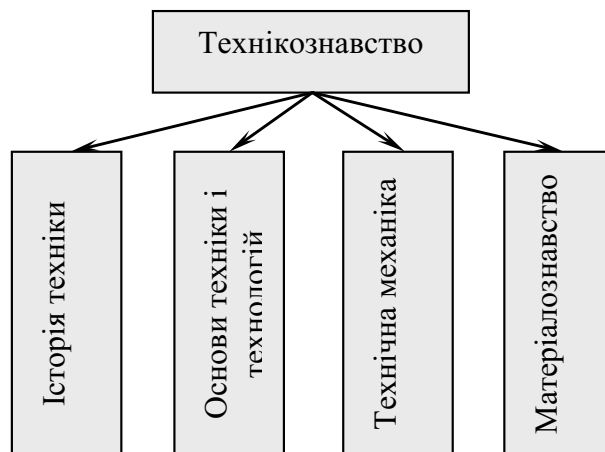 Технікознавство
Історія техніки
Основи техніки і
технологій
Технічна механіка
Матеріалознавство